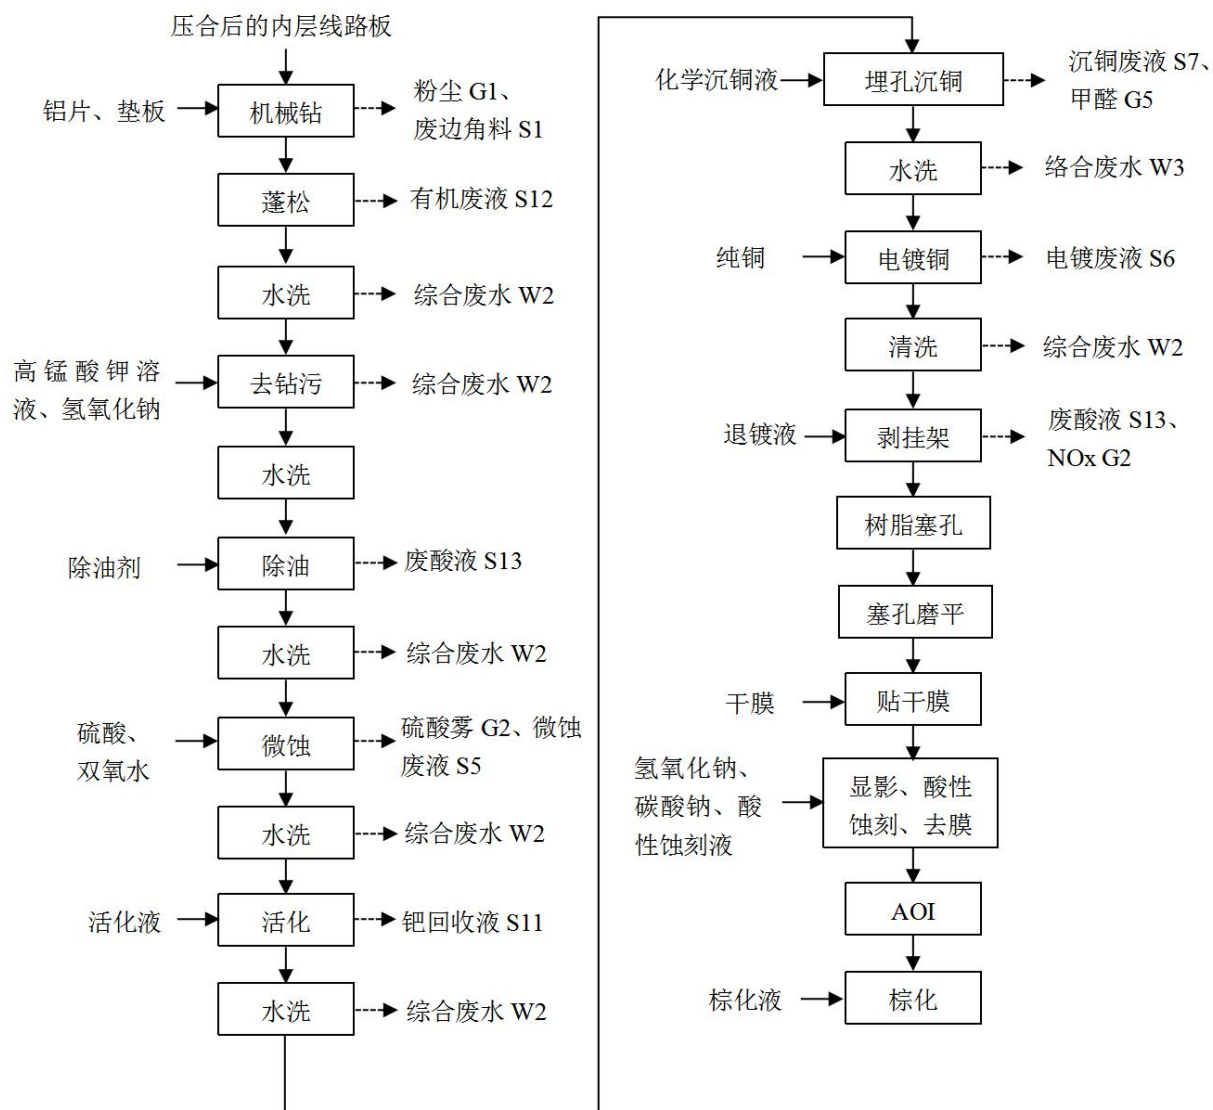 压合后的内层线路板
铝片、垫板
机械钻
粉尘 G1、
废边角料 S1
蓬松
有机废液 S12
水洗
综合废水 W2
高锰酸钾溶
液、氢氧化钠
去钻污
综合废水 W2
水洗
除油剂
除油
废酸液 S13
水洗
综合废水 W2
硫酸、
双氧水
微蚀
硫酸雾 G2、微蚀
废液 S5
水洗
综合废水 W2
活化液
活化
钯回收液 S11
水洗
综合废水 W2
化学沉铜液
埋孔沉铜
沉铜废液 S7、
甲醛 G5
水洗
络合废水 W3
纯铜
电镀铜
电镀废液 S6
清洗
综合废水 W2
退镀液
剥挂架
废酸液 S13、
NOx G2
树脂塞孔
塞孔磨平
干膜
贴干膜
氢氧化钠、
碳酸钠、酸
性蚀刻液
显影、酸性
蚀刻、去膜
AOI
棕化液
棕化